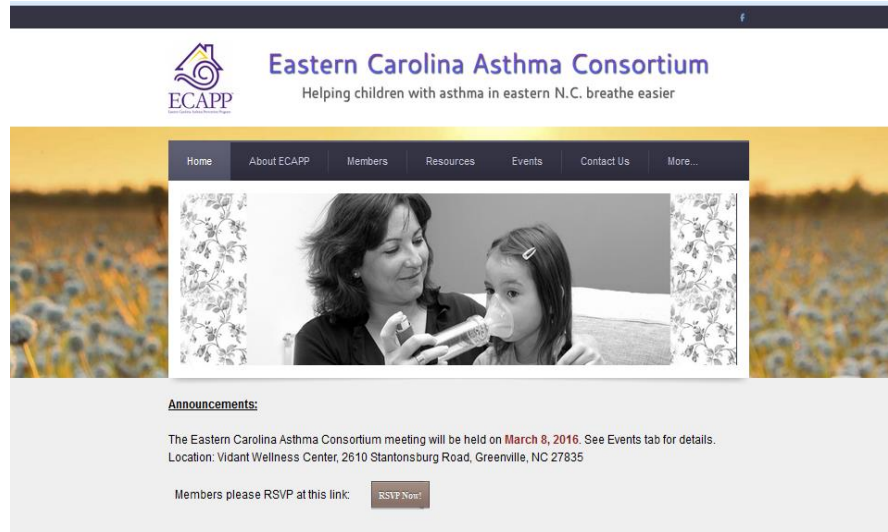 f
Eastern Carolina Asthma Consortium
Helping children with asthma in eastern N.C. breathe easier
ECAPP
Home About ECAPP Members Resources Events Contact Us More...
Announcements:
The Eastern Carolina Asthma Consortium meeting will be held on March 8, 2016. See Events tab for details.
Location: Vidant Wellness Center, 2610 Stantonsburg Road, Greenville, NC 27835
Members please RSVP at this link: RSVP Now!